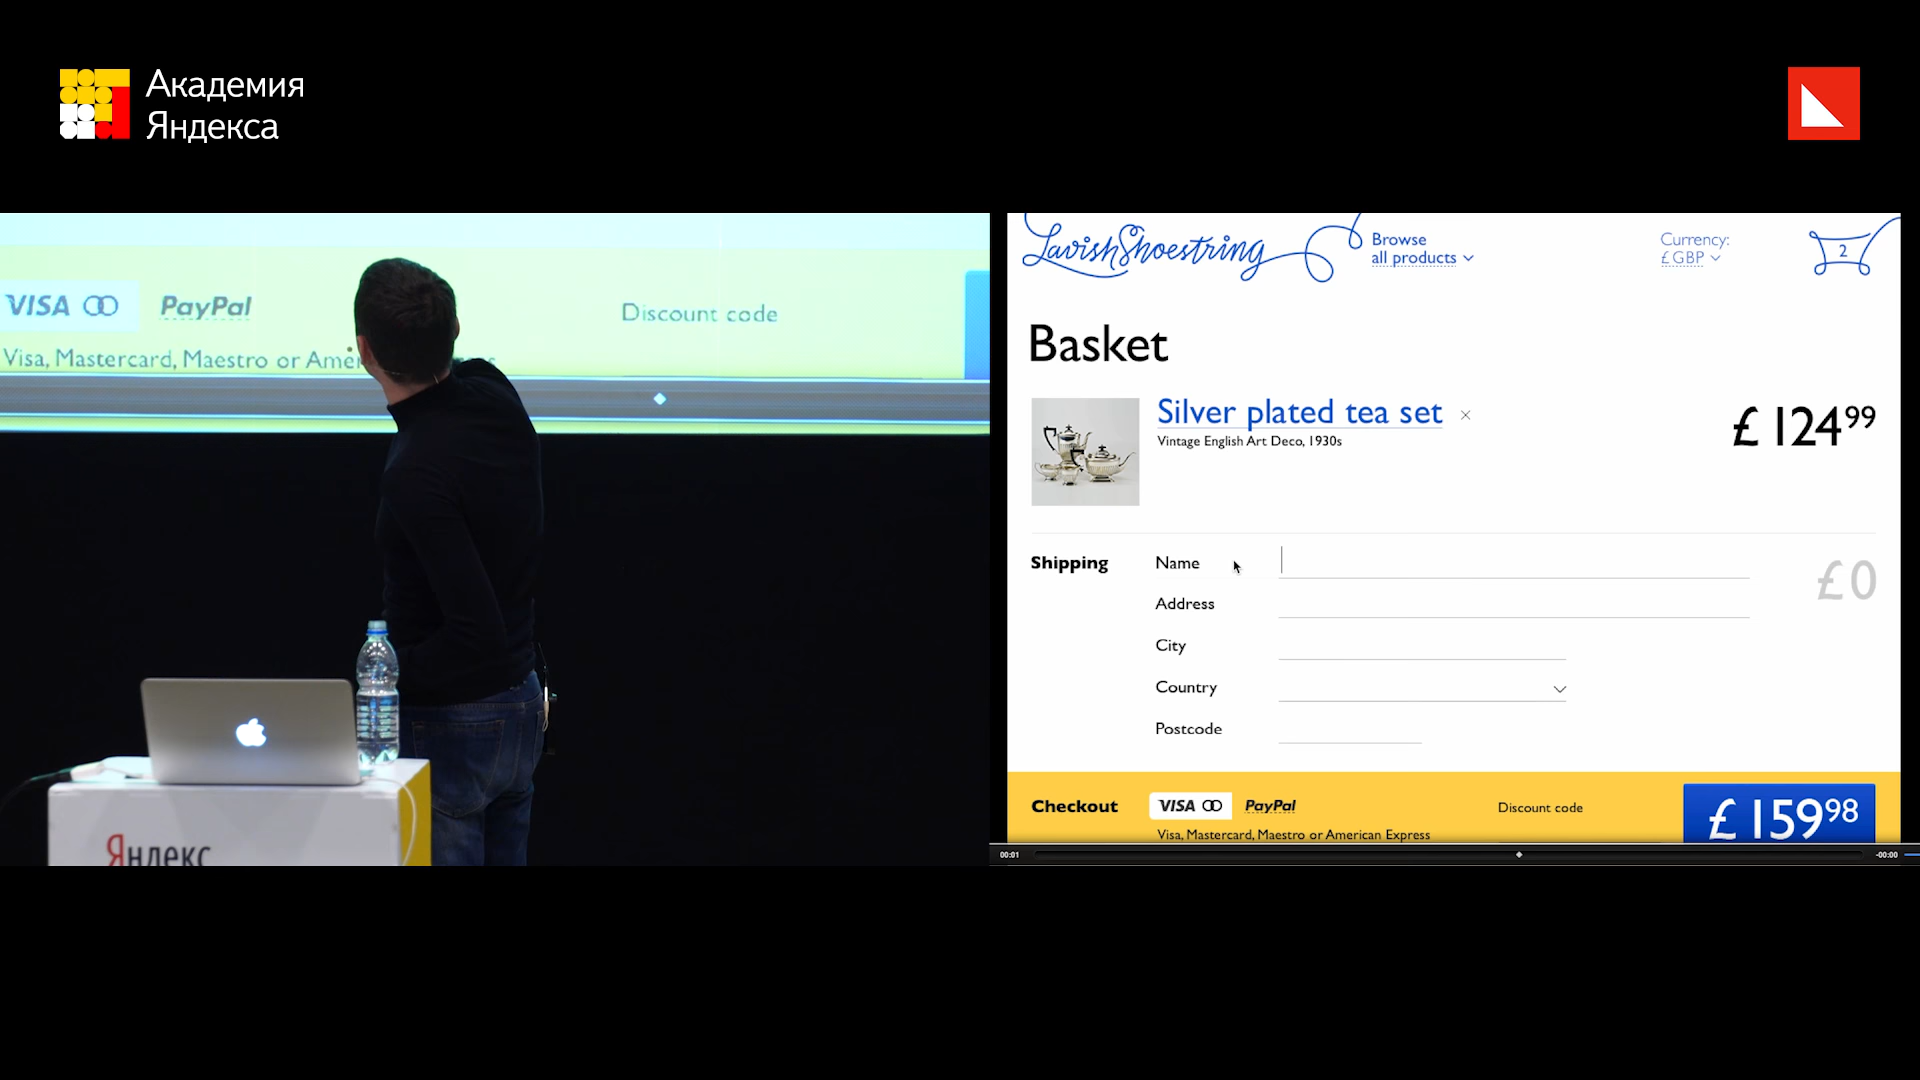 Академия
Яндекса
VISA PayPal
Discount code
Visa, Mastercard, Maestro or Amer
Яндекс
LavishShoestring
Browse
all products
Currency:
£ GBP
2
Basket
Silver plated tea set ×
Vintage English Art Deco, 1930s
£ 124 99
Shipping
Name
£0
Address
City
Country
Postcode
Checkout
VISA PayPal
Discount code
£ 159 98
Visa, Mastercard, Maestro or American Express
00:01
-00:00